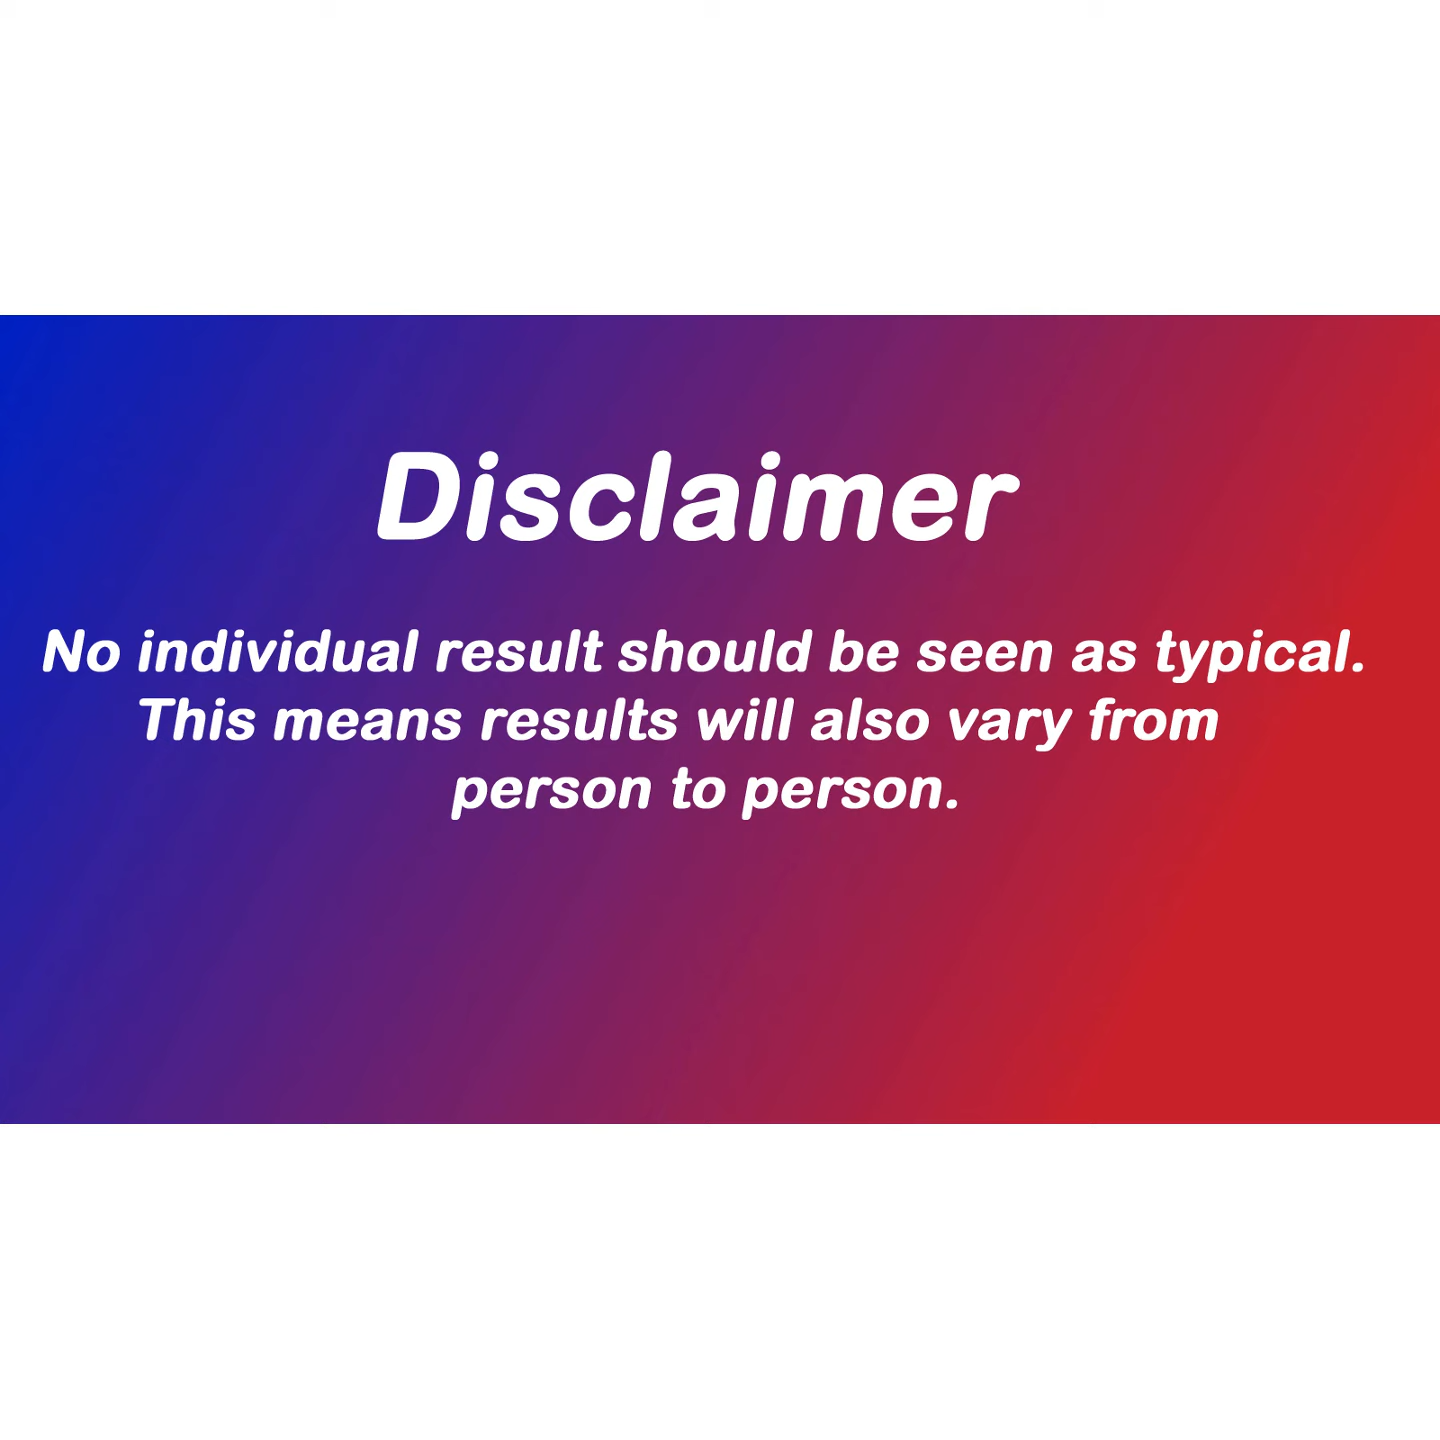 Disclaimer
No individual result should be seen as typical.
This means results will also vary from
person to person.